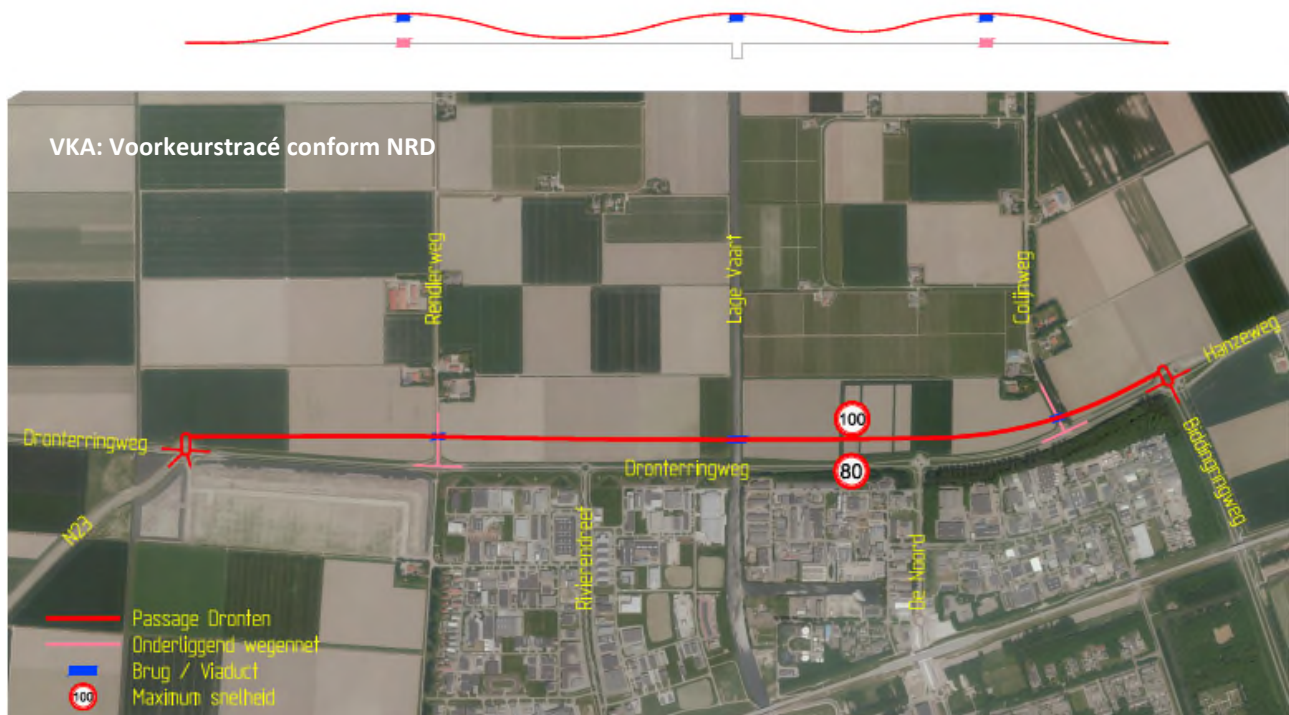 VKA: Voorkeurstracé conform NRD
Rendierweg
Lage Vaart
Colijnweg
Hanzeweg
100
Dronterringweg
Dronterringweg
80
Biddingringweg
N23
Rivierendreef
De Noord
Passage Dronten
Onderliggend wegennet
Brug / Viaduct
100 Maximum snelheid